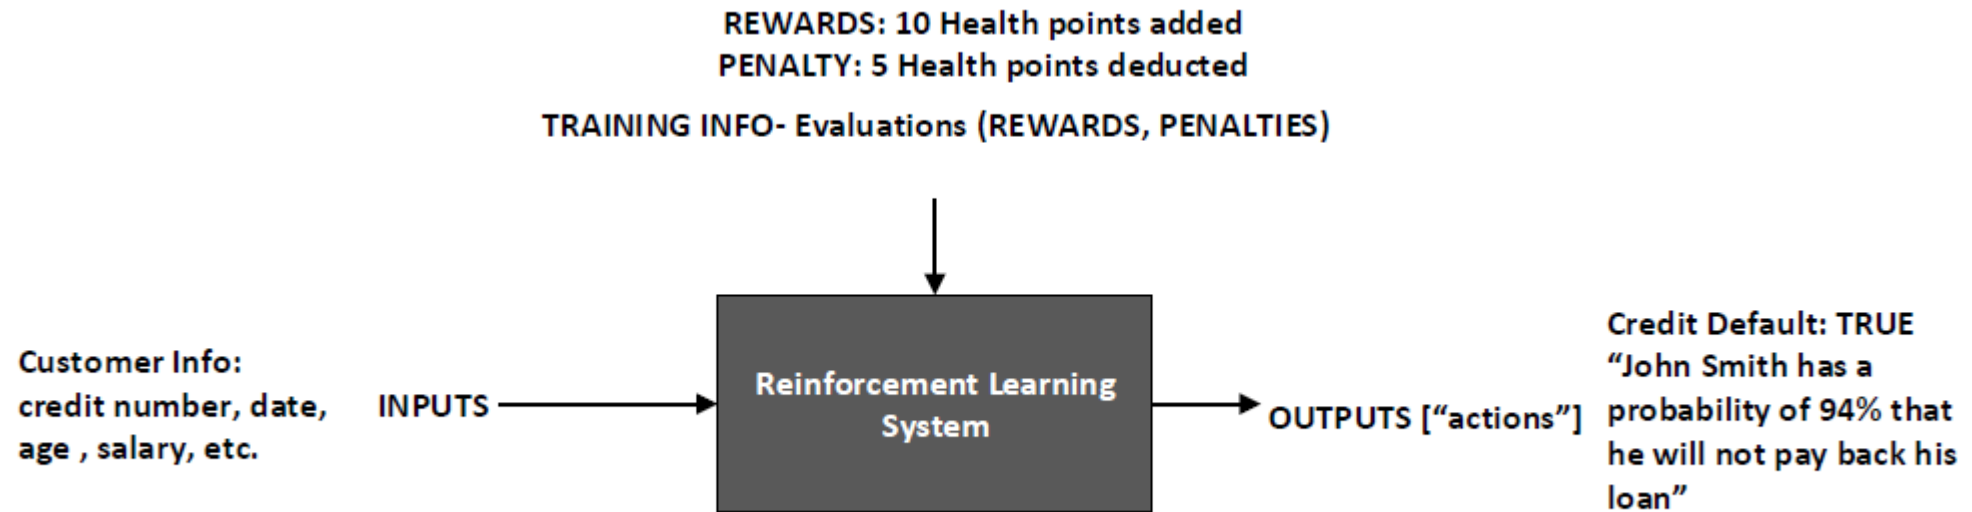 REWARDS: 10 Health points added
PENALTY: 5 Health points deducted
TRAINING INFO- Evaluations (REWARDS, PENALTIES)
Customer Info:
credit number, date,
age , salary, etc.
INPUTS
Reinforcement Learning
System
OUTPUTS [“actions”]
Credit Default: TRUE
“John Smith has a
probability of 94% that
he will not pay back his
loan”